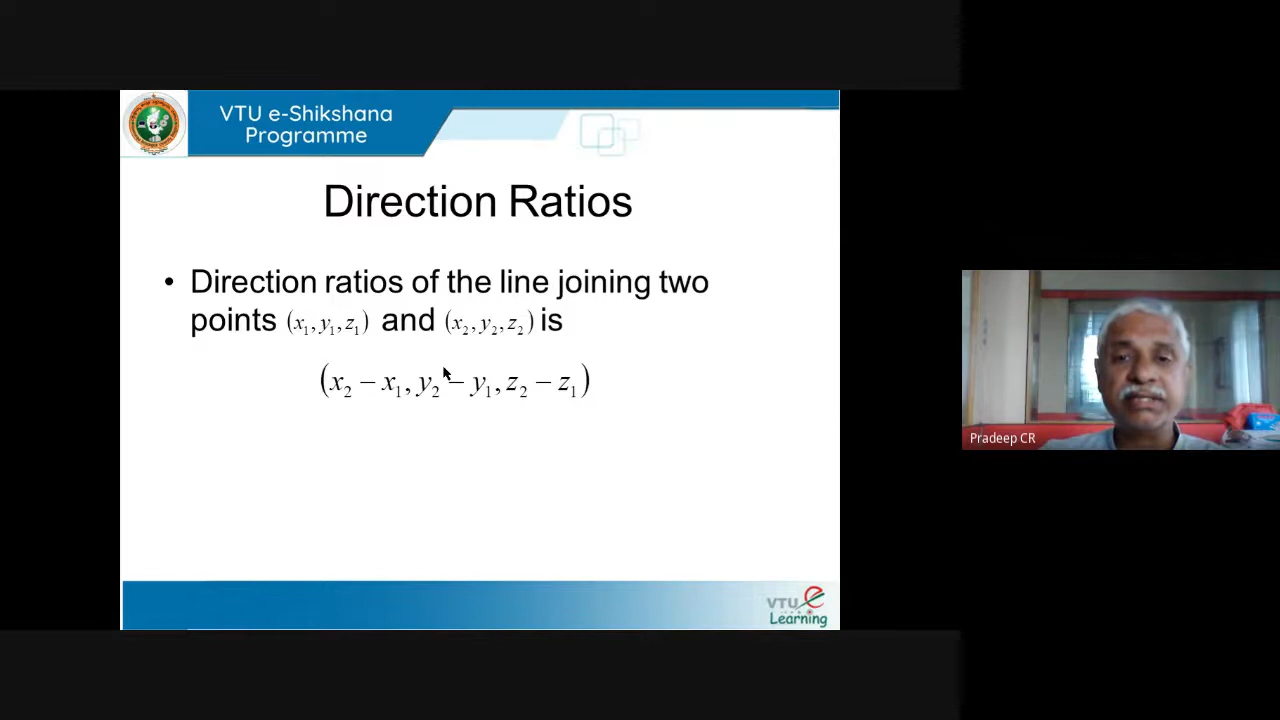 VTU e-Shikshana
Programme
Direction Ratios
• Direction ratios of the line joining two
points (x₁, y₁, z₁) and (x₂, y₂, z₂) is
(x₂ − x₁, y₂ − y₁, z₂ − z₁)
Pradeep CR
VTU e
Learning